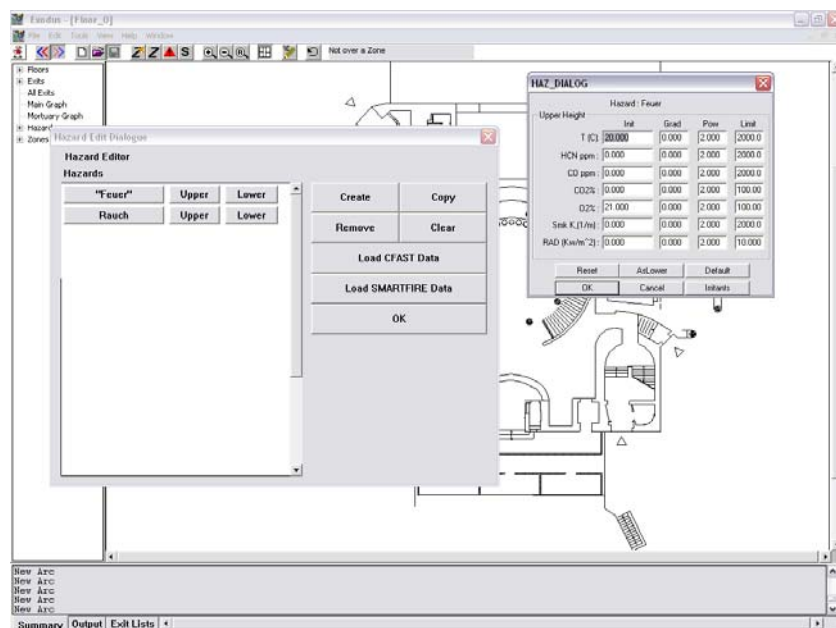 Exodus - [Floor_0]
File Edit Tools View Help Window
Z Z S Not over a Zone
Floors
Exits
All Exits
Main Graph
Mortuary Graph
Hazard
Zones
Hazard Edit Dialogue
Hazard Editor
Hazards
"Feuer" Upper Lower
Rauch Upper Lower
Create Copy
Remove Clear
Load CFAST Data
Load SMARTFIRE Data
OK
HAZ_DIALOG
Hazard : Feuer
Upper Height
Init Grad Pow Limit
T (C): 20.000 0.000 2.000 2000.0
HCN ppm : 0.000 0.000 2.000 2000.0
CO ppm : 0.000 0.000 2.000 2000.0
CO2% : 0.000 0.000 2.000 100.00
O2% : 21.000 0.000 2.000 100.00
Smk K,(1/m) : 0.000 0.000 2.000 2000.0
RAD (Kw/m^2) : 0.000 0.000 2.000 10.000
Reset AsLower Default
OK Cancel Irritants
New Arc
New Arc
New Arc
New Arc
New Arc
Summary Output Exit Lists